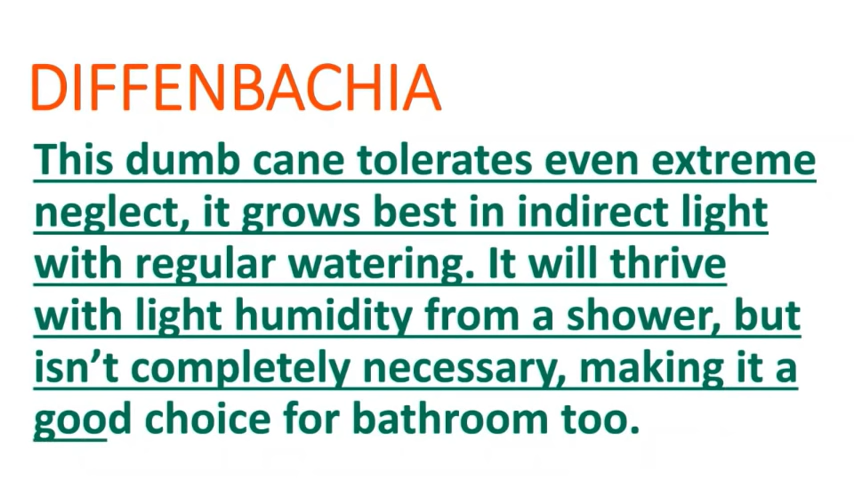 DIFFENBACHIA
This dumb cane tolerates even extreme
neglect, it grows best in indirect light
with regular watering. It will thrive
with light humidity from a shower, but
isn’t completely necessary, making it a
good choice for bathroom too.